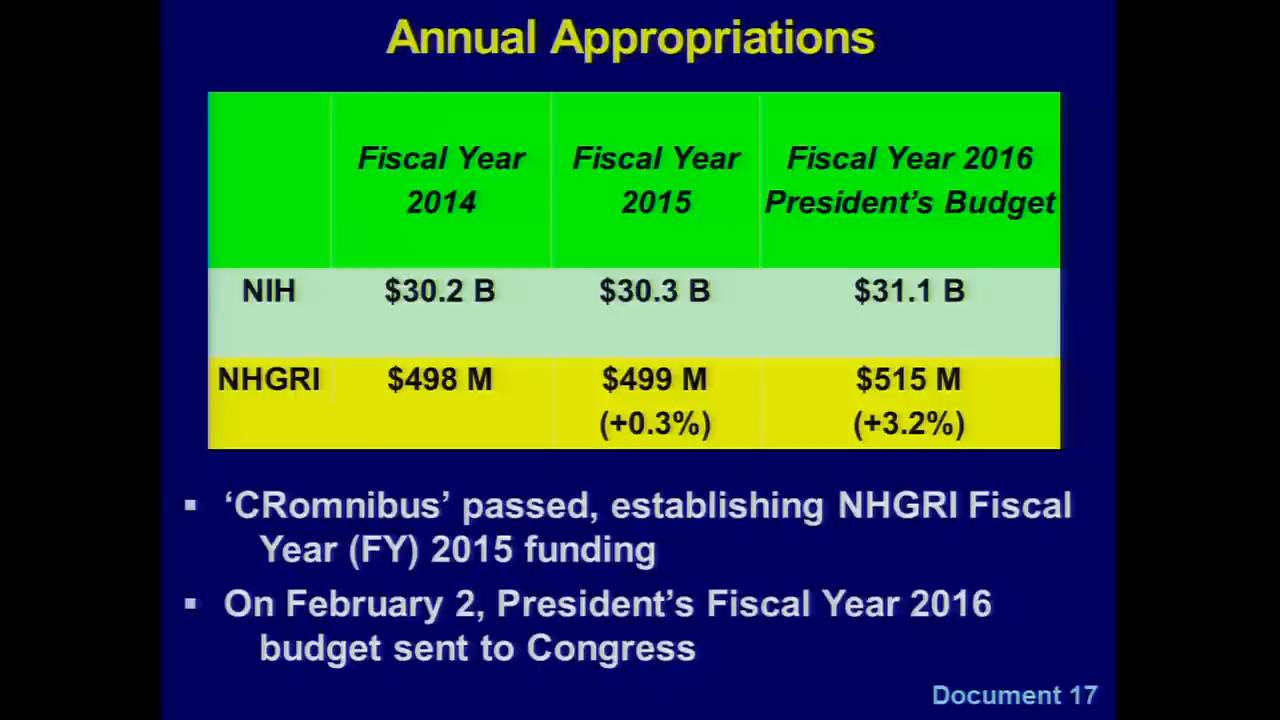 Annual Appropriations
Fiscal Year 2014
Fiscal Year 2015
Fiscal Year 2016 President's Budget
NIH $30.2 B $30.3 B $31.1 B
NHGRI $498 M $499 M $515 M
(+0.3%) (+3.2%)
▪ ‘CRomnibus’ passed, establishing NHGRI Fiscal
Year (FY) 2015 funding
▪ On February 2, President’s Fiscal Year 2016
budget sent to Congress
Document 17